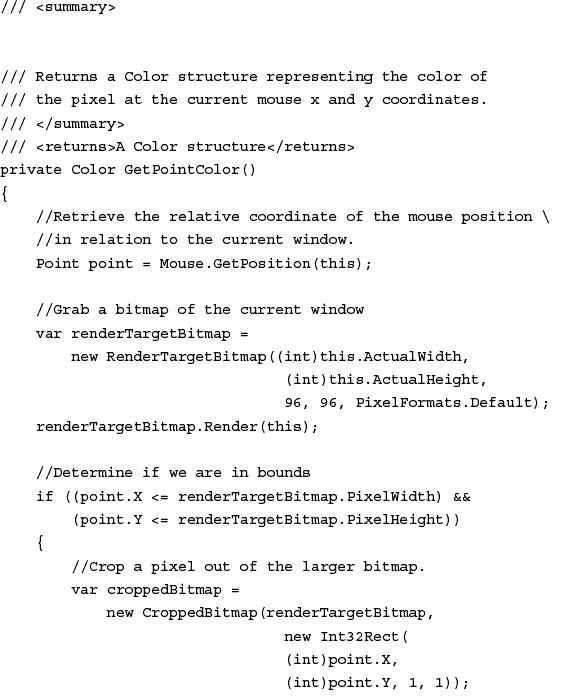 /// <summary>
/// Returns a Color structure representing the color of
/// the pixel at the current mouse x and y coordinates.
/// </summary>
/// <returns>A Color structure</returns>
private Color GetPointColor()
{
    //Retrieve the relative coordinate of the mouse position \
    //in relation to the current window.
    Point point = Mouse.GetPosition(this);

    //Grab a bitmap of the current window
    var renderTargetBitmap =
        new RenderTargetBitmap((int)this.ActualWidth,
                                (int)this.ActualHeight,
                                96, 96, PixelFormats.Default);
    renderTargetBitmap.Render(this);

    //Determine if we are in bounds
    if ((point.X <= renderTargetBitmap.PixelWidth) &&
        (point.Y <= renderTargetBitmap.PixelHeight))
    {
        //Crop a pixel out of the larger bitmap.
        var croppedBitmap =
            new CroppedBitmap(renderTargetBitmap,
                                new Int32Rect(
                                (int)point.X,
                                (int)point.Y, 1, 1));